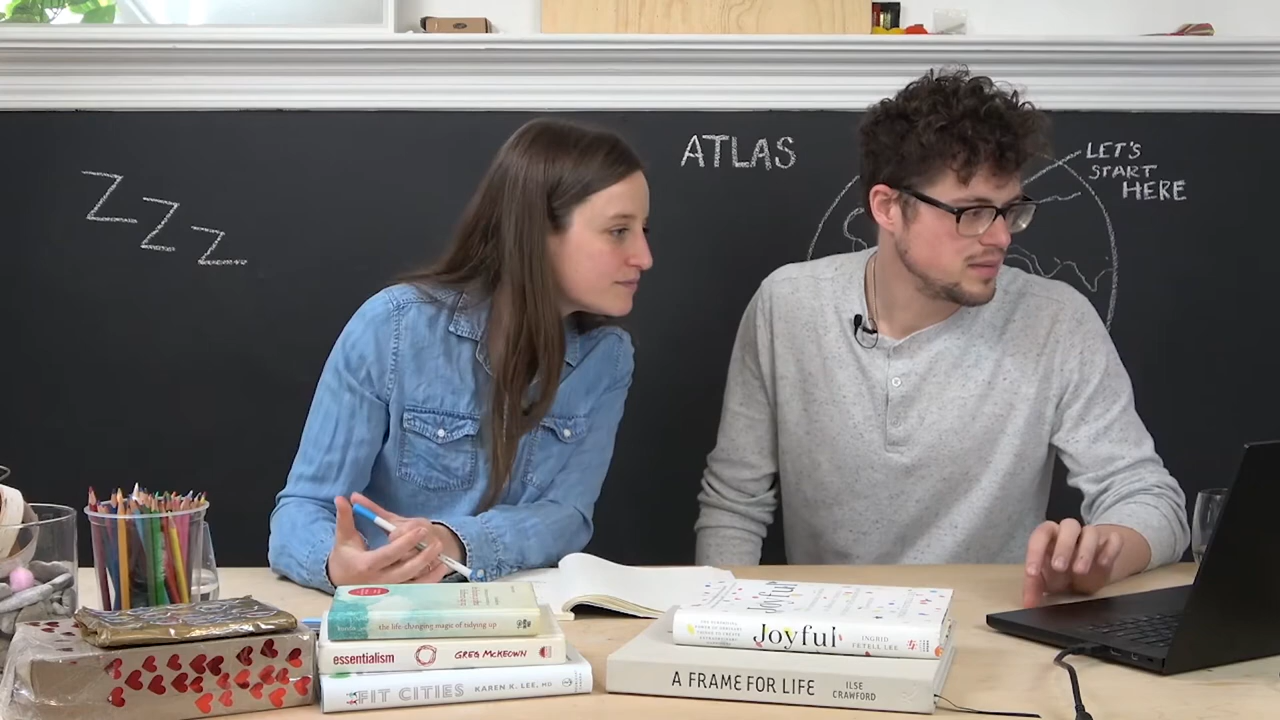 ATLAS
LET'S
START
HERE
Z
Z
Z
the life-changing magic of tidying up
essentialism GREG MCKEOWN
FIT CITIES KAREN K. LEE, MD
Joyful
Joyful INGRID
FETELL LEE
A FRAME FOR LIFE ILSE
CRAWFORD